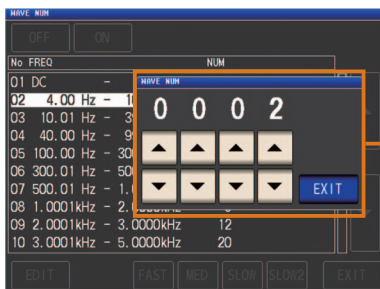 WAVE NUM
OFF ON
No FREQ NUM
01 DC -
02 4.00 Hz -
03 10.01 Hz -
04 40.00 Hz -
05 100.00 Hz -
06 300.01 Hz -
07 500.01 Hz -
08 1.0001kHz -
09 2.0001kHz - 3.0000kHz 12
10 3.0001kHz - 5.0000kHz 20
WAVE NUM
0 0 0 2
EXIT
EDIT FAST MED SLOW SLOW2 EXIT